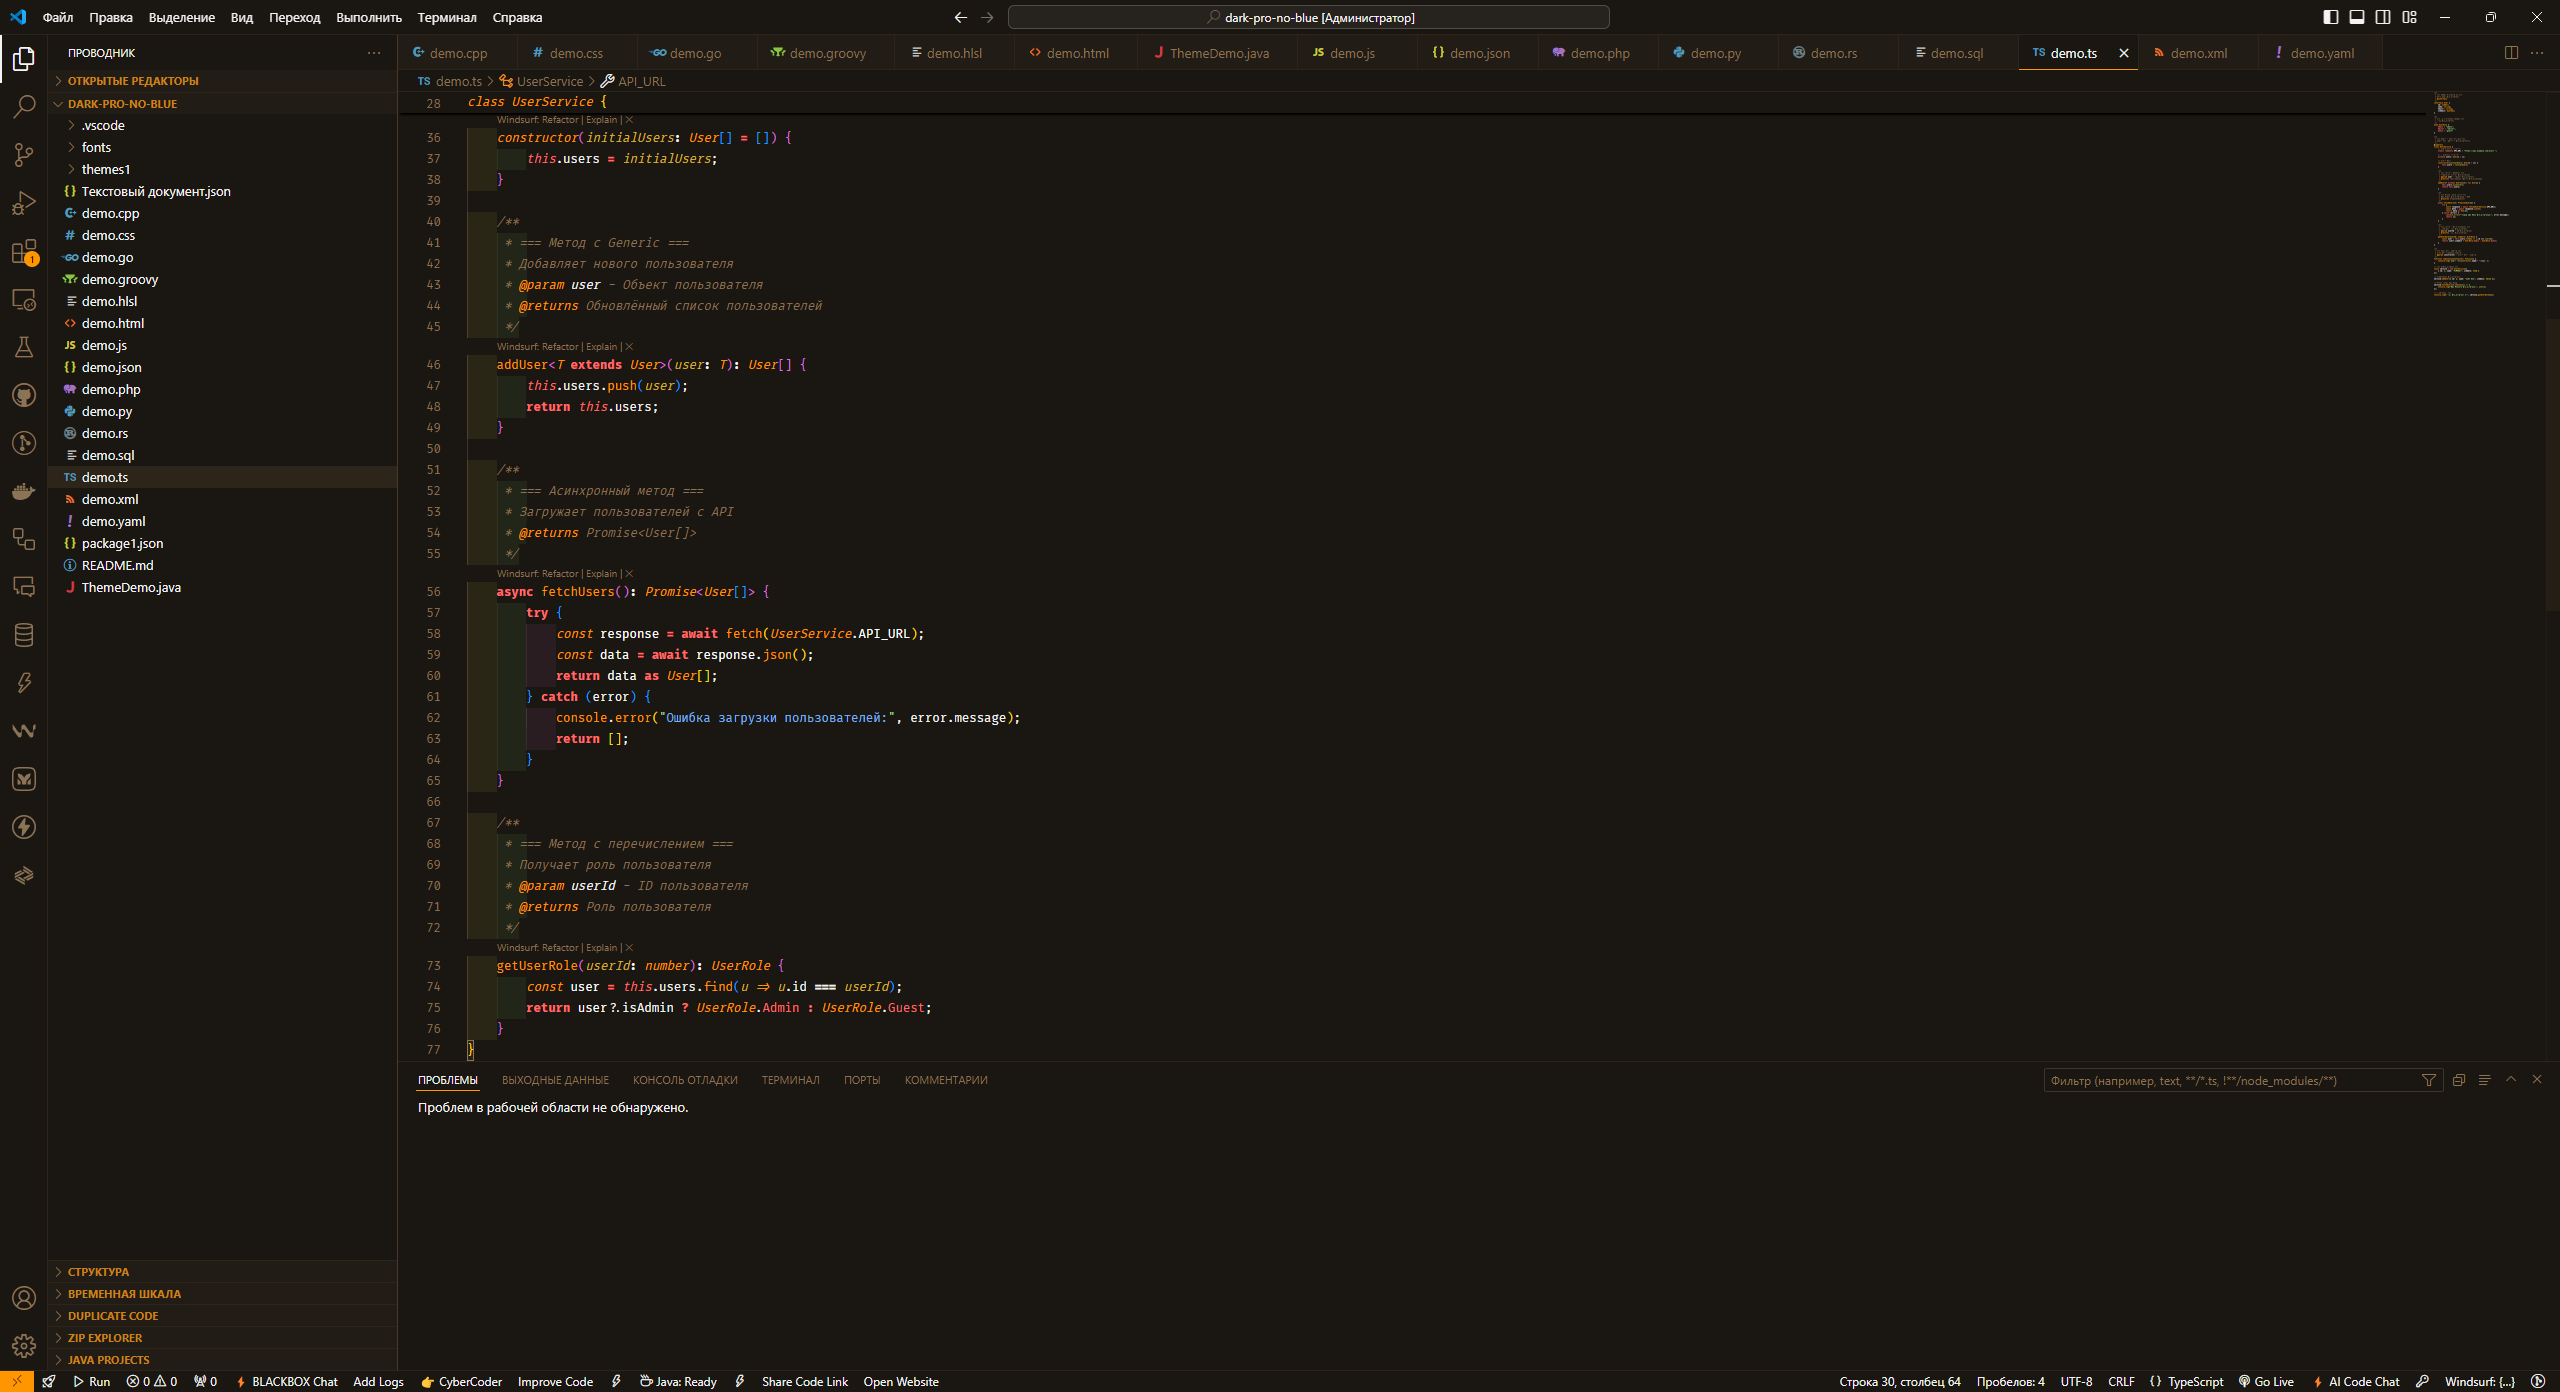 Файл Правка Выделение Вид Переход Выполнить Терминал Справка
dark-pro-no-blue [Администратор]
ПРОВОДНИК
ОТКРЫТЫЕ РЕДАКТОРЫ
DARK-PRO-NO-BLUE
.vscode
fonts
themes1
{} Текстовый документ.json
demo.cpp
# demo.css
GO demo.go
demo.groovy
demo.hlsl
<> demo.html
JS demo.js
{} demo.json
demo.php
demo.py
demo.rs
demo.sql
TS demo.ts
demo.xml
! demo.yaml
{} package1.json
README.md
J ThemeDemo.java
СТРУКТУРА
ВРЕМЕННАЯ ШКАЛА
DUPLICATE CODE
ZIP EXPLORER
JAVA PROJECTS
1
demo.cpp # demo.css GO demo.go demo.groovy demo.hlsl <> demo.html J ThemeDemo.java JS demo.js {} demo.json demo.php demo.py demo.rs demo.sql TS demo.ts demo.xml ! demo.yaml
TS demo.ts > UserService > API_URL
28 class UserService {
Windsurf: Refactor | Explain | ×
36 constructor(initialUsers: User[] = []) {
37 this.users = initialUsers;
38 }
39
40 /**
41 * === Метод с Generic ===
42 * Добавляет нового пользователя
43 * @param user - Объект пользователя
44 * @returns Обновлённый список пользователей
45 */
Windsurf: Refactor | Explain | ×
46 addUser<T extends User>(user: T): User[] {
47 this.users.push(user);
48 return this.users;
49 }
50
51 /**
52 * === Асинхронный метод ===
53 * Загружает пользователей с API
54 * @returns Promise<User[]>
55 */
Windsurf: Refactor | Explain | ×
56 async fetchUsers(): Promise<User[]> {
57 try {
58 const response = await fetch(UserService.API_URL);
59 const data = await response.json();
60 return data as User[];
61 } catch (error) {
62 console.error("Ошибка загрузки пользователей:", error.message);
63 return [];
64 }
65 }
66
67 /**
68 * === Метод с перечислением ===
69 * Получает роль пользователя
70 * @param userId - ID пользователя
71 * @returns Роль пользователя
72 */
Windsurf: Refactor | Explain | ×
73 getUserRole(userId: number): UserRole {
74 const user = this.users.find(u => u.id === userId);
75 return user?.isAdmin ? UserRole.Admin : UserRole.Guest;
76 }
77 }
ПРОБЛЕМЫ ВЫХОДНЫЕ ДАННЫЕ КОНСОЛЬ ОТЛАДКИ ТЕРМИНАЛ ПОРТЫ КОММЕНТАРИИ
Фильтр (например, text, **/*.ts, !**/node_modules/**)
Проблем в рабочей области не обнаружено.
Run 0 0 0 BLACKBOX Chat Add Logs CyberCoder Improve Code Java: Ready Share Code Link Open Website
Строка 30, столбец 64 Пробелов: 4 UTF-8 CRLF {} TypeScript Go Live AI Code Chat Windsurf: {...}